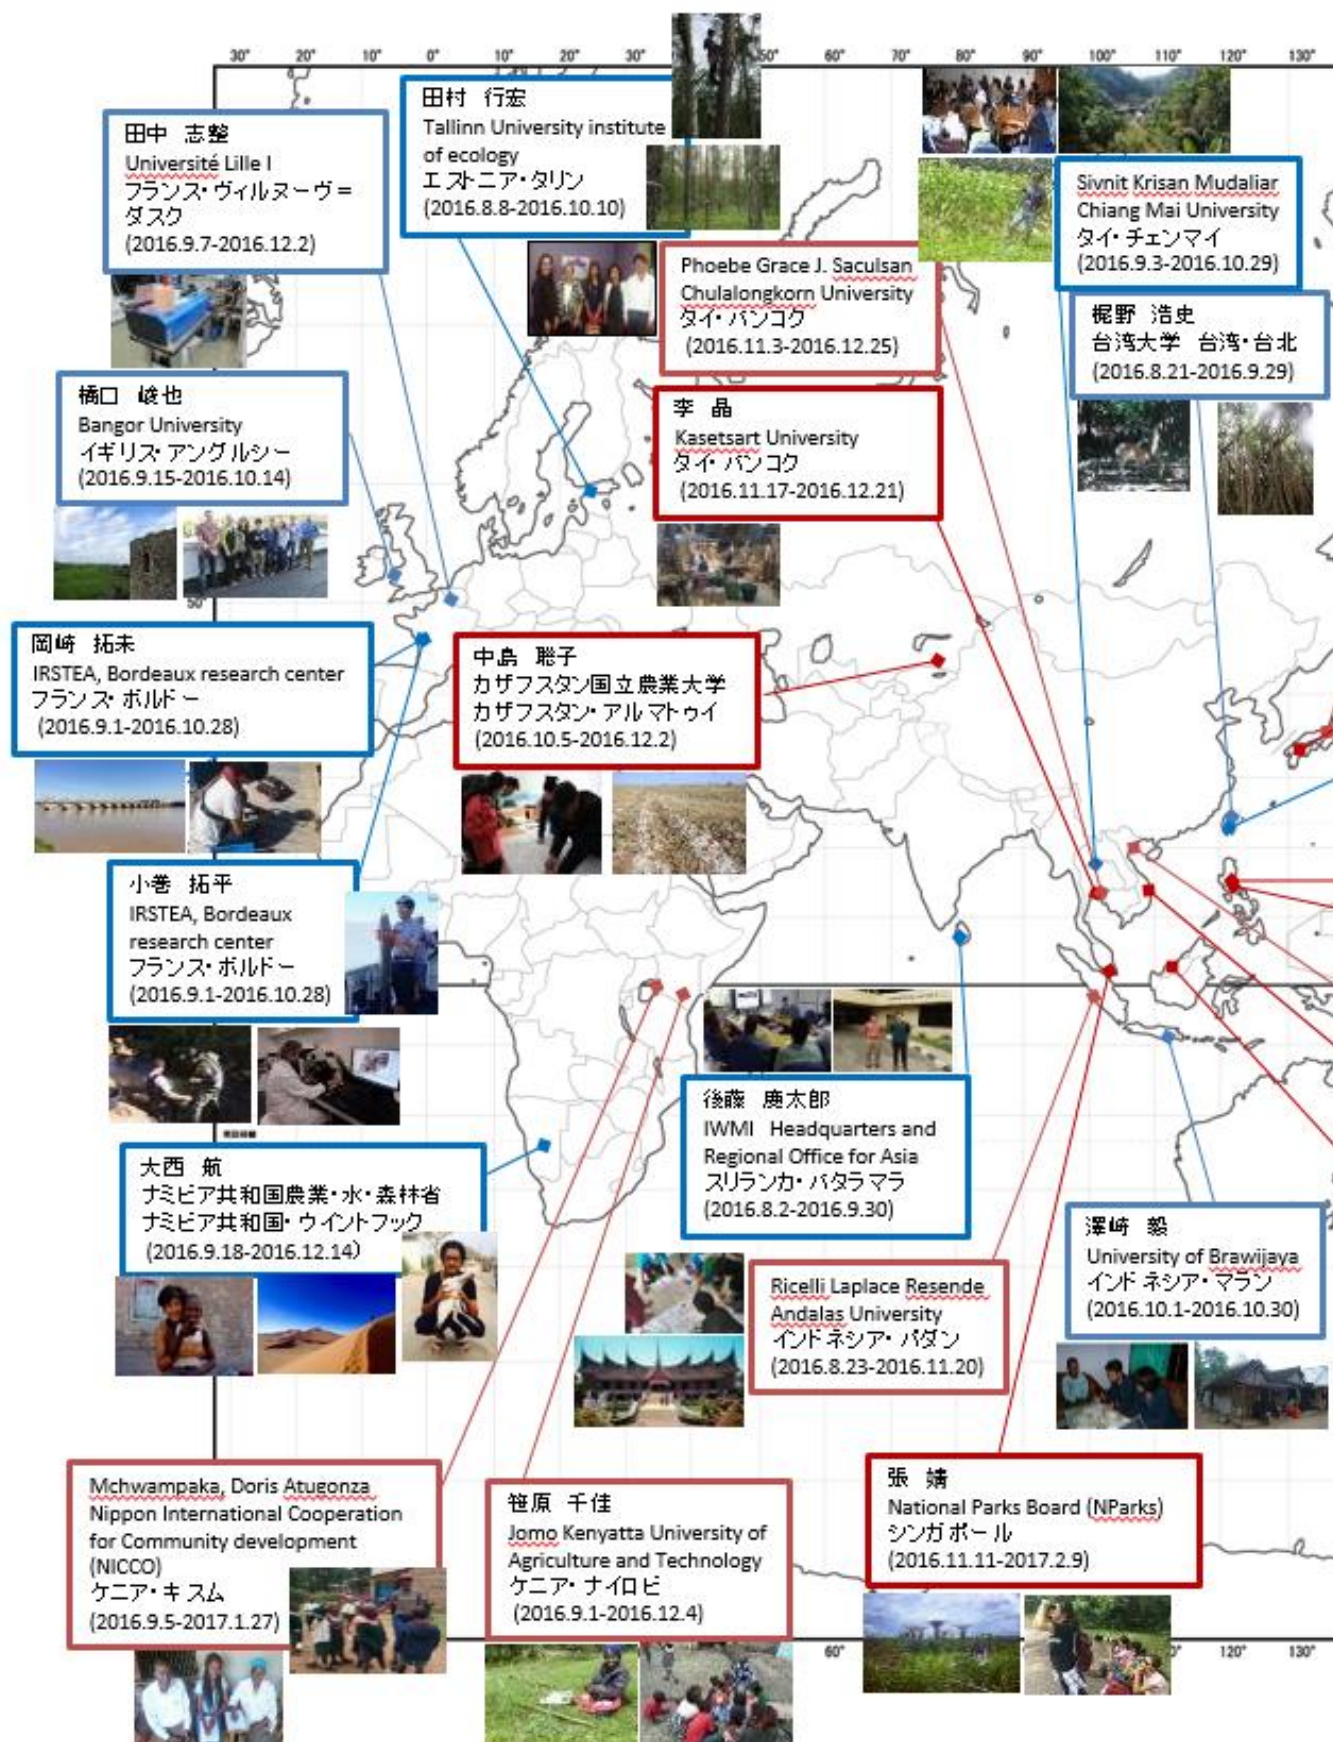 30° 20° 10° 0° 10° 20° 30° 50° 60° 70° 80° 90° 100° 110° 120° 130°
田村 行宏
Tallinn University institute
of ecology
エストニア・タリン
(2016.8.8-2016.10.10)
田中 志整
Université Lille I
フランス・ヴィルヌーヴ=
ダスク
(2016.9.7-2016.12.2)
Sivnit Krisan Mudaliar
Chiang Mai University
タイ・チェンマイ
(2016.9.3-2016.10.29)
Phoebe Grace J. Saculsan
Chulalongkorn University
タイ・バンコク
(2016.11.3-2016.12.25)
梶野 浩史
台湾大学 台湾・台北
(2016.8.21-2016.9.29)
橋口 峻也
Bangor University
イギリス・アングルシー
(2016.9.15-2016.10.14)
李 晶
Kasetsart University
タイ・バンコク
(2016.11.17-2016.12.21)
50°
岡崎 拓未
IRSTEA, Bordeaux research center
フランス・ボルドー
(2016.9.1-2016.10.28)
中島 聡子
カザフスタン国立農業大学
カザフスタン・アルマトゥイ
(2016.10.5-2016.12.2)
小巻 拓平
IRSTEA, Bordeaux
research center
フランス・ボルドー
(2016.9.1-2016.10.28)
後藤 慶太郎
IWMI Headquarters and
Regional Office for Asia
スリランカ・バタラマラ
(2016.8.2-2016.9.30)
大西 航
ナミビア共和国農業・水・森林省
ナミビア共和国・ウイントフック
(2016.9.18-2016.12.14)
澤崎 毅
University of Brawijaya
インドネシア・マラン
(2016.10.1-2016.10.30)
Ricelli Laplace Resende
Andalas University
インドネシア・パダン
(2016.8.23-2016.11.20)
Mchwampaka, Doris Atugonza
Nippon International Cooperation
for Community development
(NICCO)
ケニア・キスム
(2016.9.5-2017.1.27)
笹原 千佳
Jomo Kenyatta University of
Agriculture and Technology
ケニア・ナイロビ
(2016.9.1-2016.12.4)
張 婧
National Parks Board (NParks)
シンガポール
(2016.11.11-2017.2.9)
60° 120° 130°